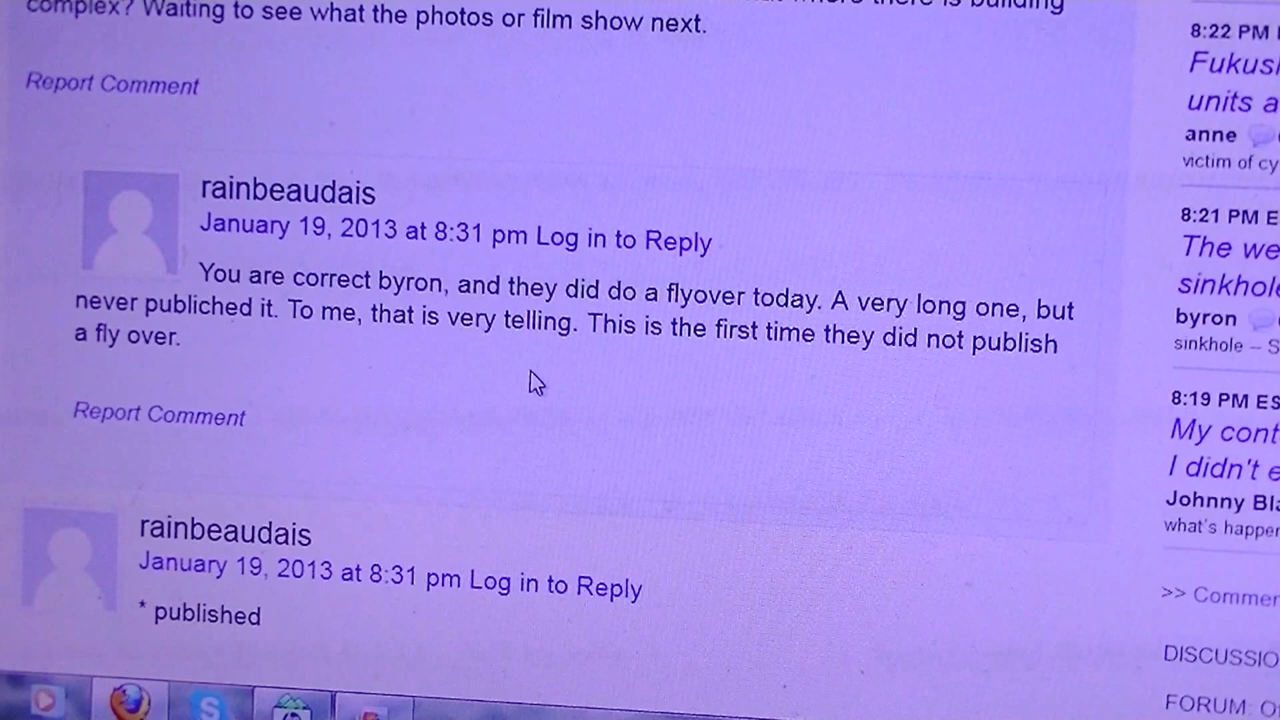 complex? Waiting to see what the photos or film show next.
Report Comment
rainbeaudais
January 19, 2013 at 8:31 pm Log in to Reply
You are correct byron, and they did do a flyover today. A very long one, but
never publiched it. To me, that is very telling. This is the first time they did not publish
a fly over.
Report Comment
rainbeaudais
January 19, 2013 at 8:31 pm Log in to Reply
* published
8:22 PM
Fukus
units a
anne
victim of cy
8:21 PM E
The we
sinkhole
byron
sinkhole – S
8:19 PM ES
My cont
I didn't e
Johnny Bla
what's happen
>> Commen
DISCUSSIO
FORUM: O